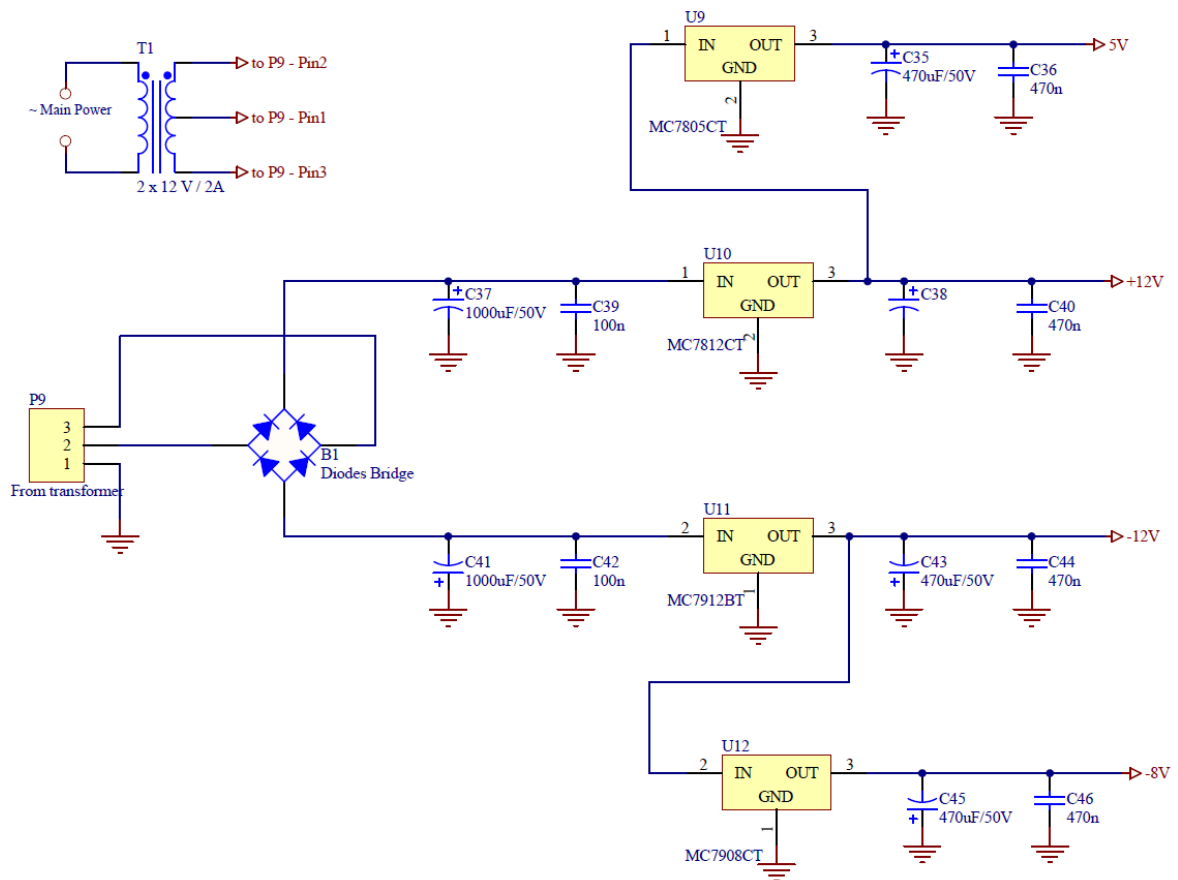 T1
to P9 - Pin2
~ Main Power
to P9 - Pin1
to P9 - Pin3
2 x 12 V / 2A
U9
1
IN
OUT
3
GND
2
MC7805CT
5V
C35
470uF/50V
C36
470n
U10
1
IN
OUT
3
GND
2
MC7812CT
+12V
C37
1000uF/50V
C39
100n
C38
C40
470n
P9
3
2
1
From transformer
B1
Diodes Bridge
U11
2
IN
OUT
3
GND
1
MC7912BT
-12V
C41
1000uF/50V
C42
100n
C43
470uF/50V
C44
470n
U12
2
IN
OUT
3
GND
1
MC7908CT
-8V
C45
470uF/50V
C46
470n